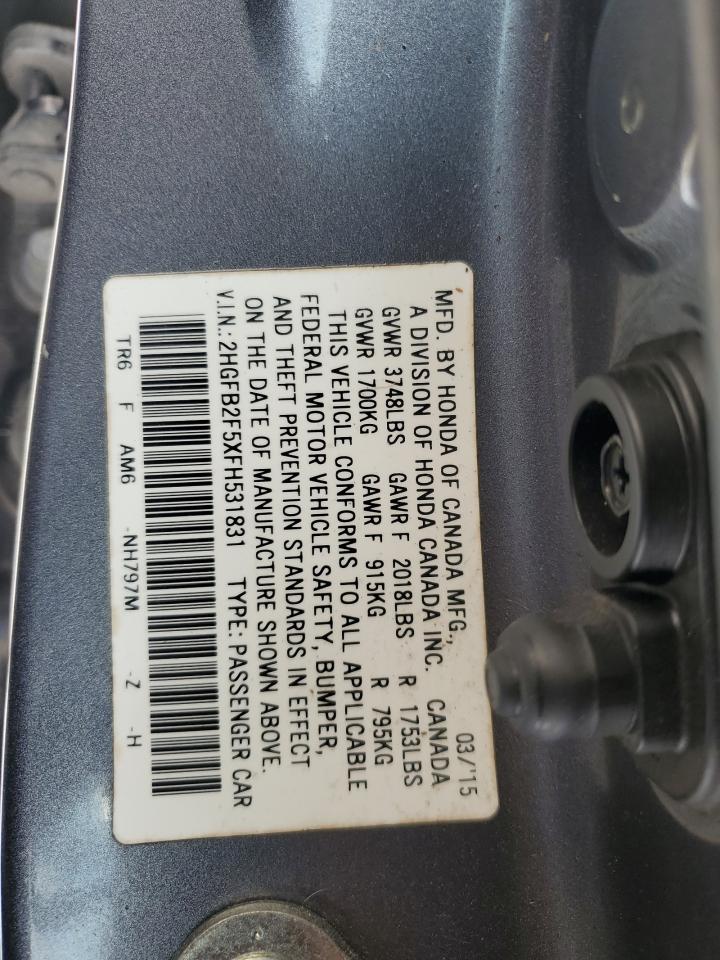 MFD. BY HONDA OF CANADA MFG., 03/'15
A DIVISION OF HONDA CANADA INC. CANADA
GVWR 3748LBS GAWR F 2018LBS R 1753LBS
GVWR 1700KG GAWR F 915KG R 795KG
THIS VEHICLE CONFORMS TO ALL APPLICABLE
FEDERAL MOTOR VEHICLE SAFETY, BUMPER,
AND THEFT PREVENTION STANDARDS IN EFFECT
ON THE DATE OF MANUFACTURE SHOWN ABOVE.
V.I.N.: 2HGFB2F5XFH531831 TYPE: PASSENGER CAR
TR6 F AM6 -NH797M -Z -H